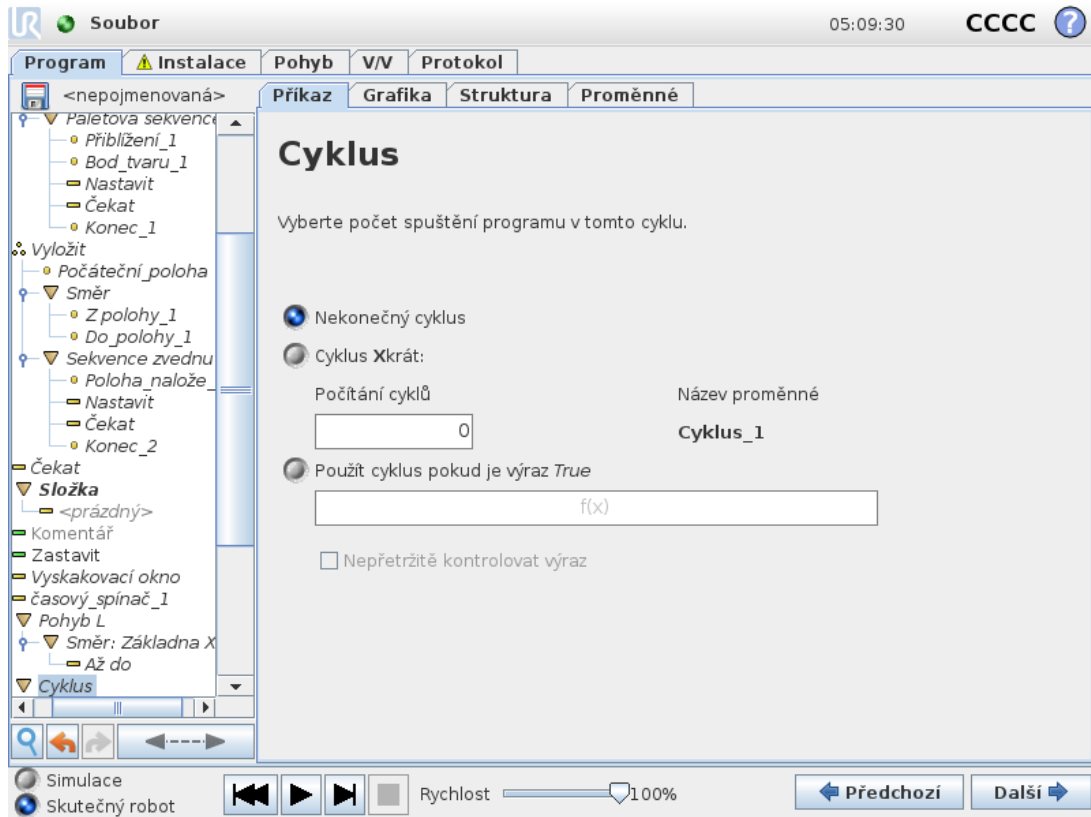 Soubor
05:09:30
CCCC
?
Program
Instalace
Pohyb
V/V
Protokol
<nepojmenovaná>
Příkaz
Grafika
Struktura
Proměnné
Paletová sekvence
Přiblížení_1
Bod_tvaru_1
Nastavit
Čekat
Konec_1
Vyložit
Počáteční_poloha
Směr
Z polohy_1
Do_polohy_1
Sekvence zvednu
Poloha_nalože_
Nastavit
Čekat
Konec_2
Čekat
Složka
<prázdný>
Komentář
Zastavit
Vyskakovací okno
časový_spínač_1
Pohyb L
Směr: Základna X
Až do
Cyklus
Cyklus
Vyberte počet spuštění programu v tomto cyklu.
Nekonečný cyklus
Cyklus Xkrát:
Počítání cyklů
Název proměnné
0
Cyklus_1
Použít cyklus pokud je výraz True
f(x)
Nepřetržitě kontrolovat výraz
Simulace
Skutečný robot
Rychlost
100%
Předchozí
Další